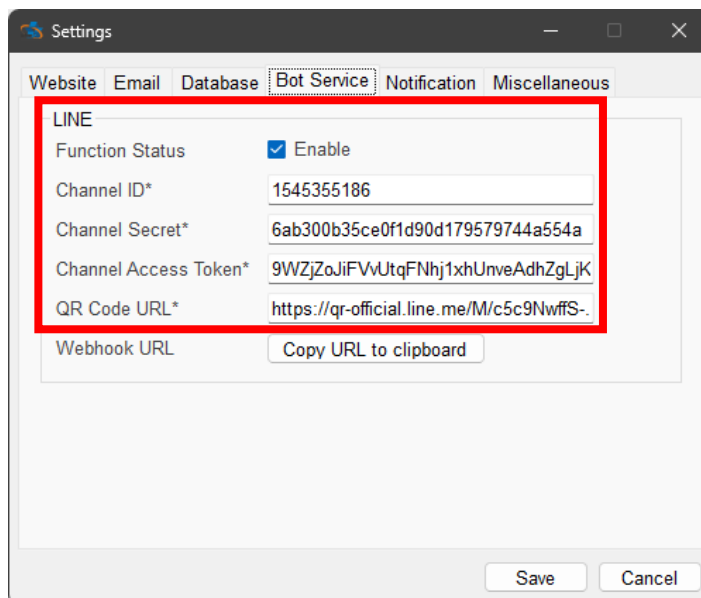 Settings
Website Email Database Bot Service Notification Miscellaneous
LINE
Function Status Enable
Channel ID* 1545355186
Channel Secret* 6ab300b35ce0f1d90d179579744a554a
Channel Access Token* 9WZjZoJiFVvUtqFNhj1xhUnveAdhZgLjK
QR Code URL* https://qr-official.line.me/M/c5c9NwffS-.
Webhook URL Copy URL to clipboard
Save Cancel